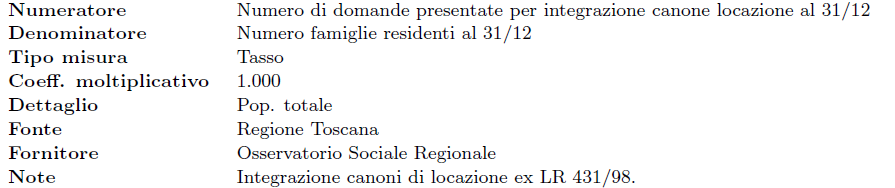 Numeratore Numero di domande presentate per integrazione canone locazione al 31/12
Denominatore Numero famiglie residenti al 31/12
Tipo misura Tasso
Coeff. moltiplicativo 1.000
Dettaglio Pop. totale
Fonte Regione Toscana
Fornitore Osservatorio Sociale Regionale
Note Integrazione canoni di locazione ex LR 431/98.